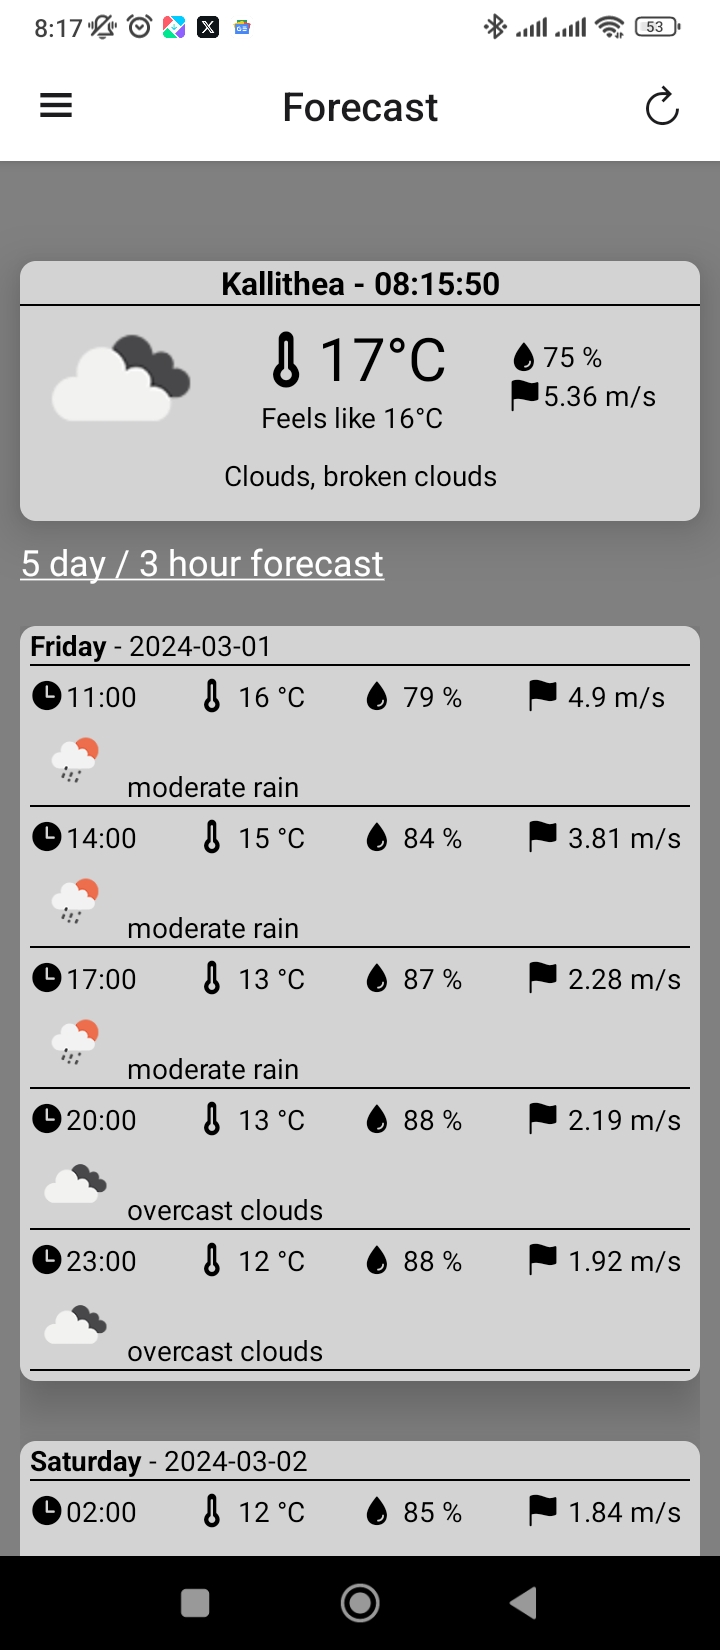 8:17 53
Forecast
Kallithea - 08:15:50
17°C
75 %
5.36 m/s
Feels like 16°C
Clouds, broken clouds
5 day / 3 hour forecast
Friday - 2024-03-01
11:00 16 °C 79 % 4.9 m/s
moderate rain
14:00 15 °C 84 % 3.81 m/s
moderate rain
17:00 13 °C 87 % 2.28 m/s
moderate rain
20:00 13 °C 88 % 2.19 m/s
overcast clouds
23:00 12 °C 88 % 1.92 m/s
overcast clouds
Saturday - 2024-03-02
02:00 12 °C 85 % 1.84 m/s